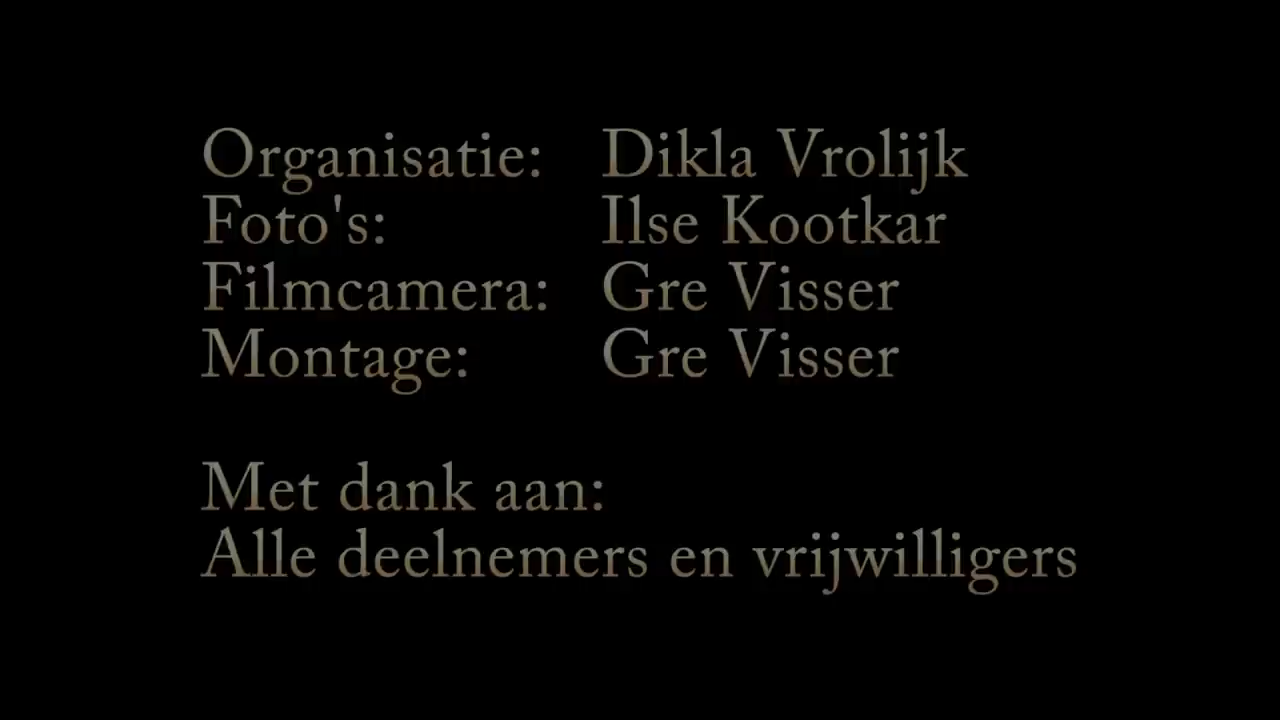 Organisatie: Dikla Vrolijk
Foto's: Ilse Kootkar
Filmcamera: Gre Visser
Montage: Gre Visser
Met dank aan:
Alle deelnemers en vrijwilligers